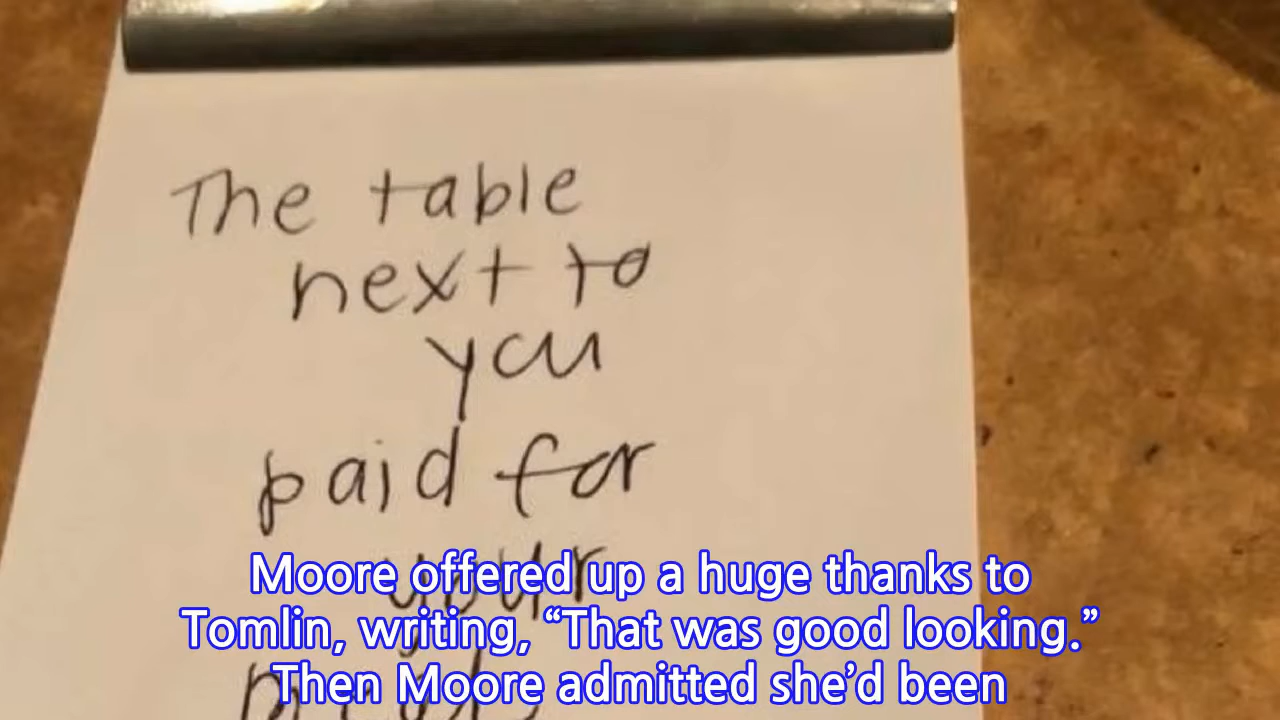 The table
next to
you
paid for
your
Moore offered up a huge thanks to
Tomlin, writing, “That was good looking.”
Then Moore admitted she’d been